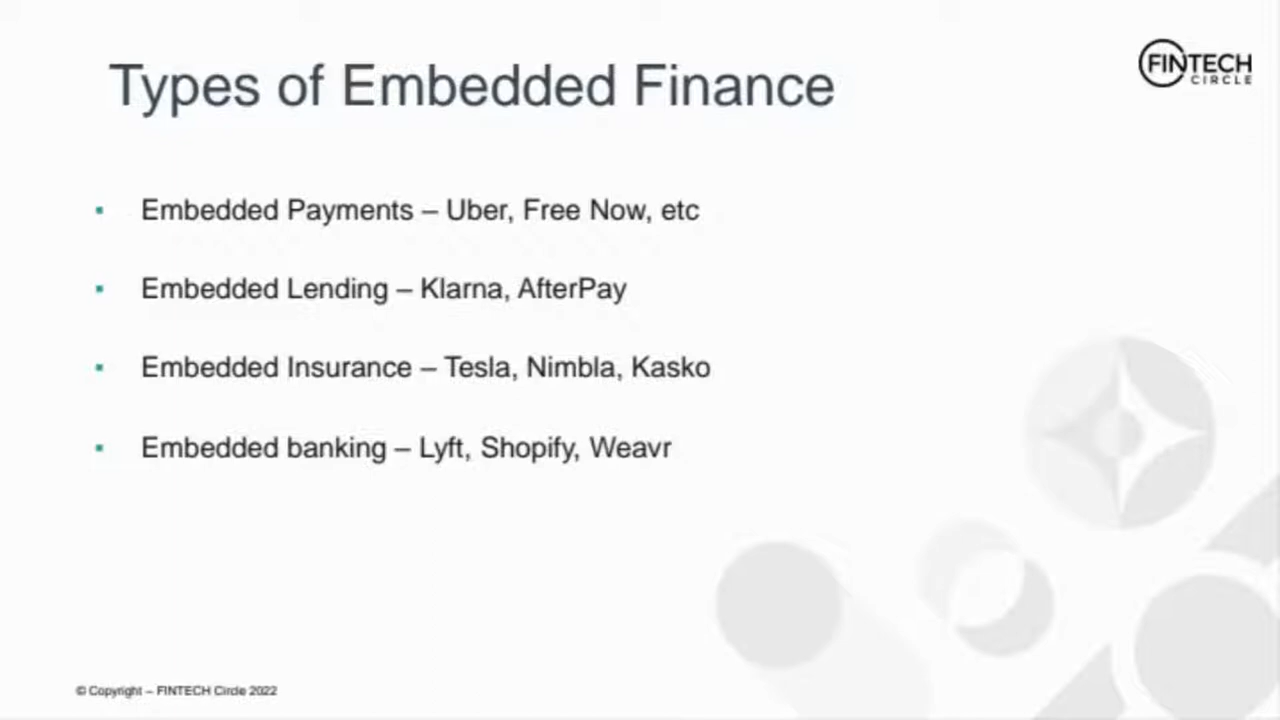 FINTECH
CIRCLE
Types of Embedded Finance
▪ Embedded Payments – Uber, Free Now, etc
▪ Embedded Lending – Klarna, AfterPay
▪ Embedded Insurance – Tesla, Nimbla, Kasko
▪ Embedded banking – Lyft, Shopify, Weavr
© Copyright – FINTECH Circle 2022